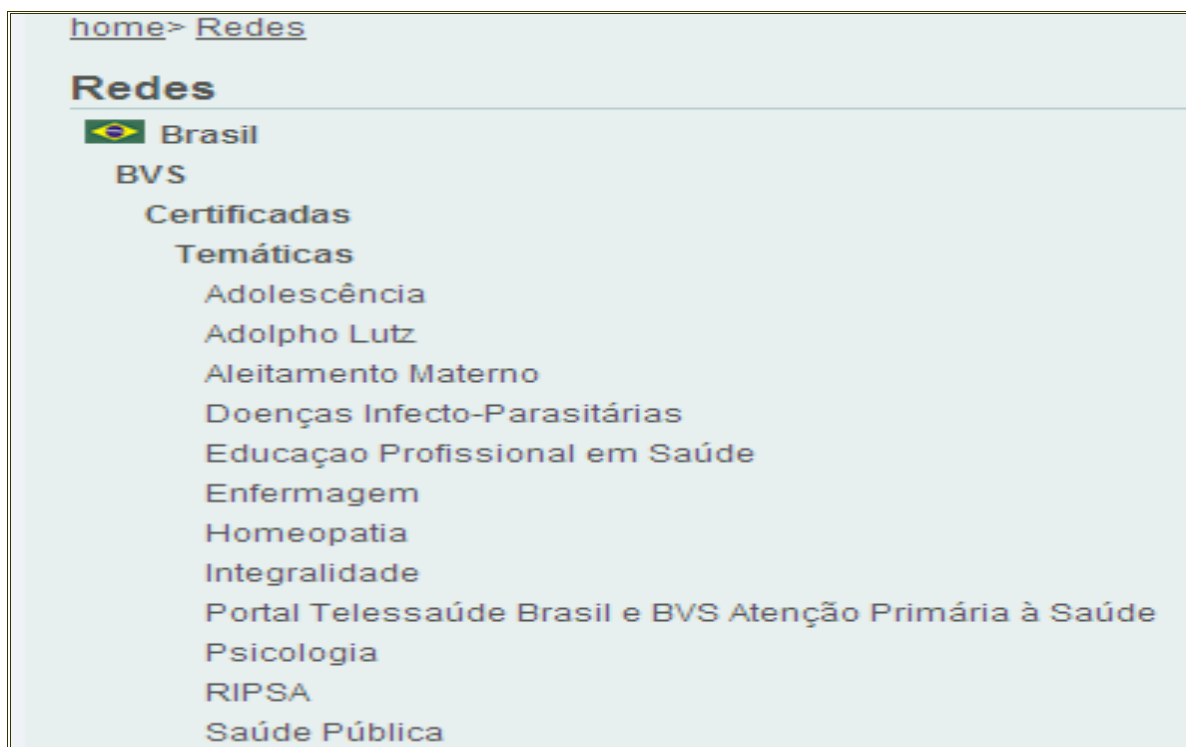 home> Redes
Redes
Brasil
BVS
Certificadas
Temáticas
Adolescência
Adolpho Lutz
Aleitamento Materno
Doenças Infecto-Parasitárias
Educaçao Profissional em Saúde
Enfermagem
Homeopatia
Integralidade
Portal Telessaúde Brasil e BVS Atenção Primária à Saúde
Psicologia
RIPSA
Saúde Pública